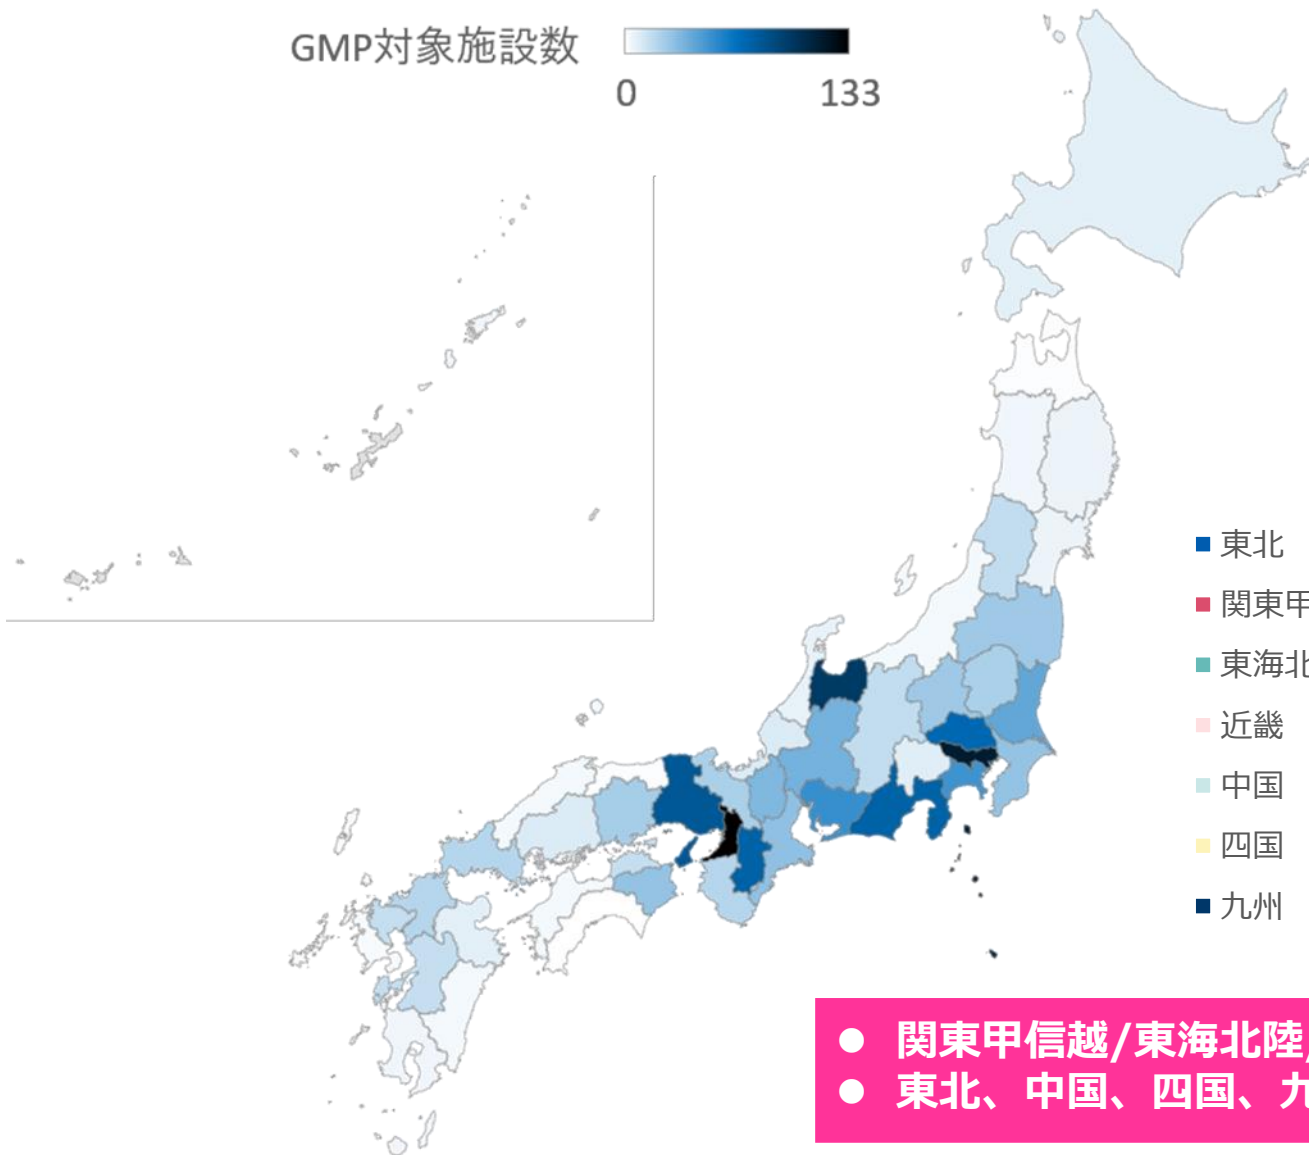 GMP対象施設数
0 133
東北
関東甲
東海北
近畿
中国
四国
九州
● 関東甲信越/東海北陸
● 東北、中国、四国、九